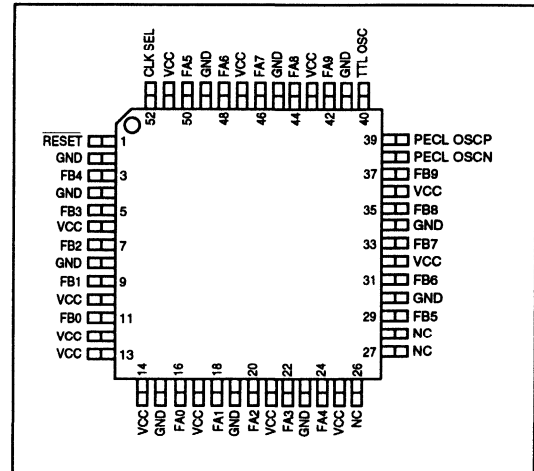 CLK SEL
VCC
FA5
GND
FA6
VCC
FA7
GND
FA8
VCC
FA9
GND
TTL OSC
52
50
48
46
44
42
40
RESET
1
GND
FB4
3
GND
FB3
5
VCC
FB2
7
GND
FB1
9
VCC
FB0
11
VCC
VCC
13
39
PECL OSCP
PECL OSCN
37
FB9
VCC
35
FB8
GND
33
FB7
VCC
31
FB6
GND
29
FB5
NC
27
NC
14
16
18
20
22
24
26
VCC
GND
FA0
VCC
FA1
GND
FA2
VCC
FA3
GND
FA4
VCC
NC